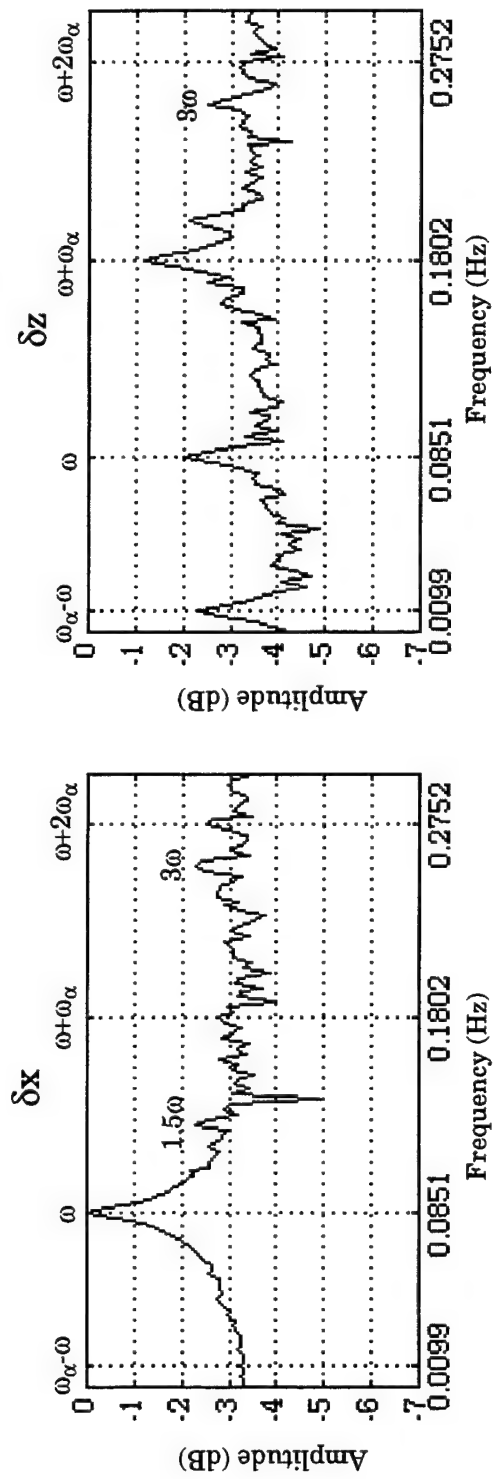 δx
ωα-ω
ω
ω+ωα
ω+2ωα
1.5ω
3ω
0
-1
-2
-3
-4
-5
-6
-7
Amplitude (dB)
0.0099
0.0851
0.1802
0.2752
Frequency (Hz)
δz
ωα-ω
ω
ω+ωα
ω+2ωα
3ω
0
-1
-2
-3
-4
-5
-6
-7
Amplitude (dB)
0.0099
0.0851
0.1802
0.2752
Frequency (Hz)